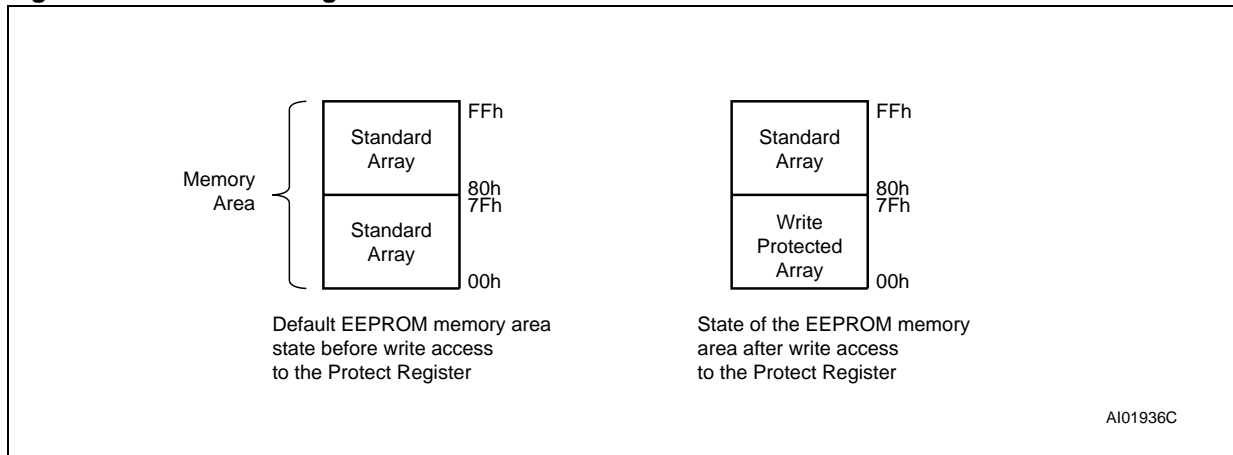 FFh
Standard
Array
Memory
Area
80h
7Fh
Standard
Array
00h
Default EEPROM memory area
state before write access
to the Protect Register
FFh
Standard
Array
80h
7Fh
Write
Protected
Array
00h
State of the EEPROM memory
area after write access
to the Protect Register
AI01936C